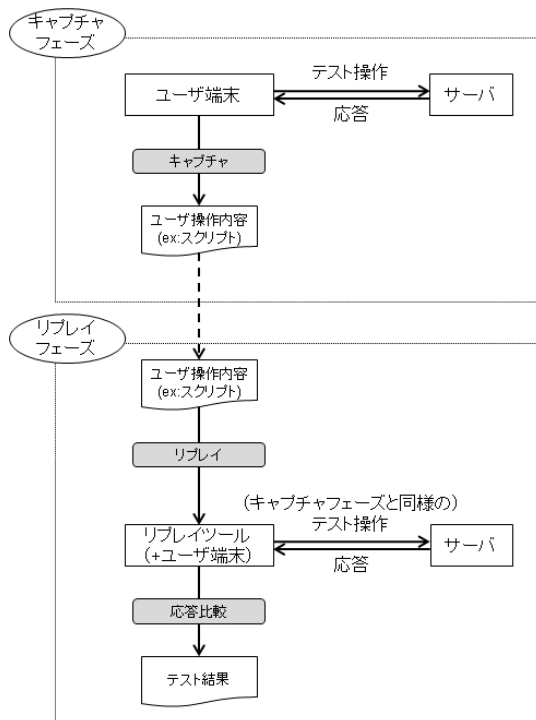 キャプチャ
フェーズ
テスト操作
ユーザ端末
サーバ
応答
キャプチャ
ユーザ操作内容
(ex:スクリプト)
リプレイ
フェーズ
ユーザ操作内容
(ex:スクリプト)
リプレイ
(キャプチャフェーズと同様の)
テスト操作
リプレイツール
(+ユーザ端末)
サーバ
応答
応答比較
テスト結果